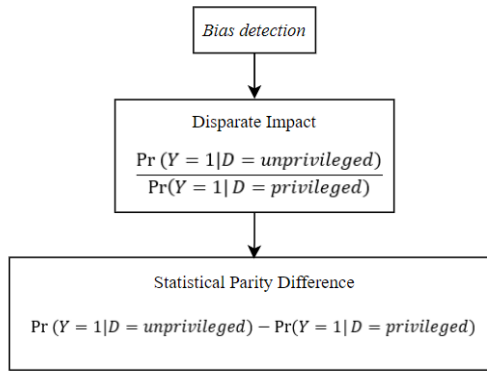 Bias detection
Disparate Impact
Pr (Y = 1|D = unprivileged)
Pr(Y = 1| D = privileged)
Statistical Parity Difference
Pr (Y = 1|D = unprivileged) − Pr(Y = 1| D = privileged)